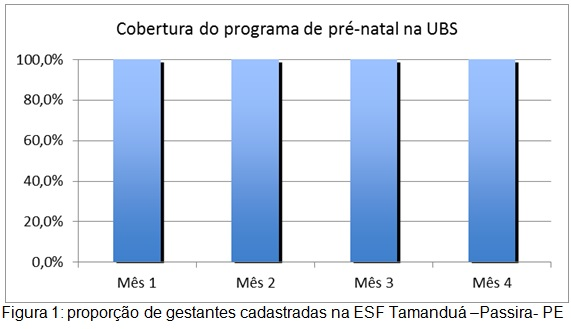 Cobertura do programa de pré-natal na UBS
100,0%
80,0%
60,0%
40,0%
20,0%
0,0%
Mês 1 Mês 2 Mês 3 Mês 4
Figura 1: proporção de gestantes cadastradas na ESF Tamanduá –Passira- PE